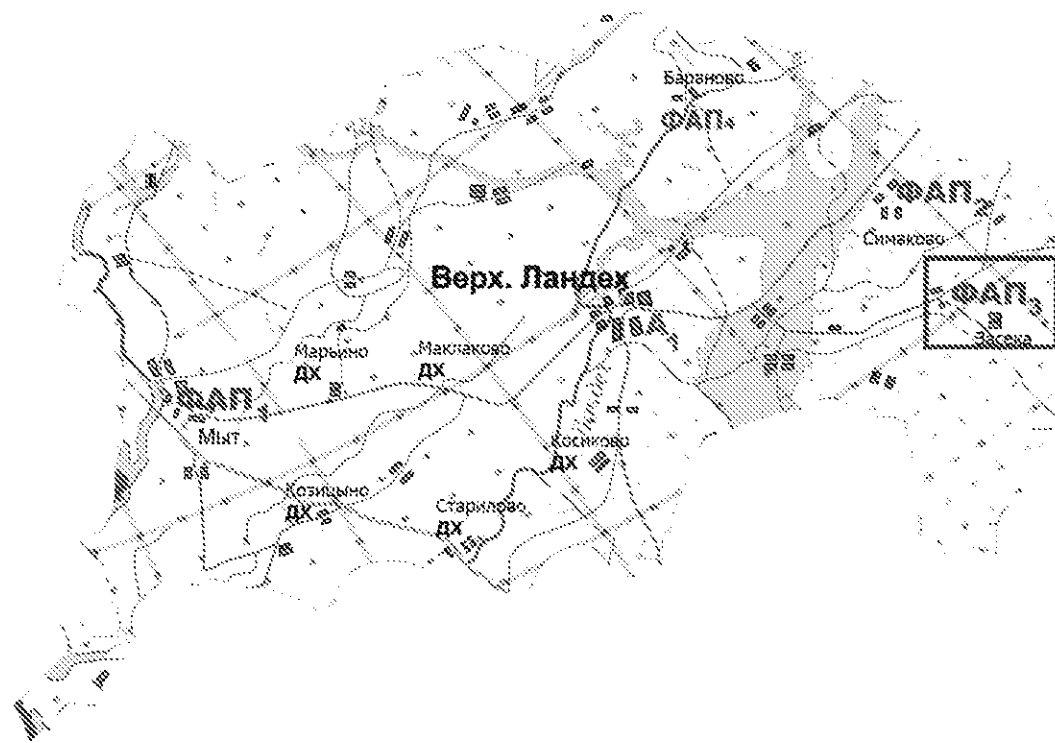 Бараново
ФАП₄
ФАП₂
Симаково
Верх. Ландех
ФАП₃
Засека
Марьино
ДХ
Маклаково
ДХ
ФАП₁
Мыт
Косиково
ДХ
Козицыно
ДХ
Старилово
ДХ